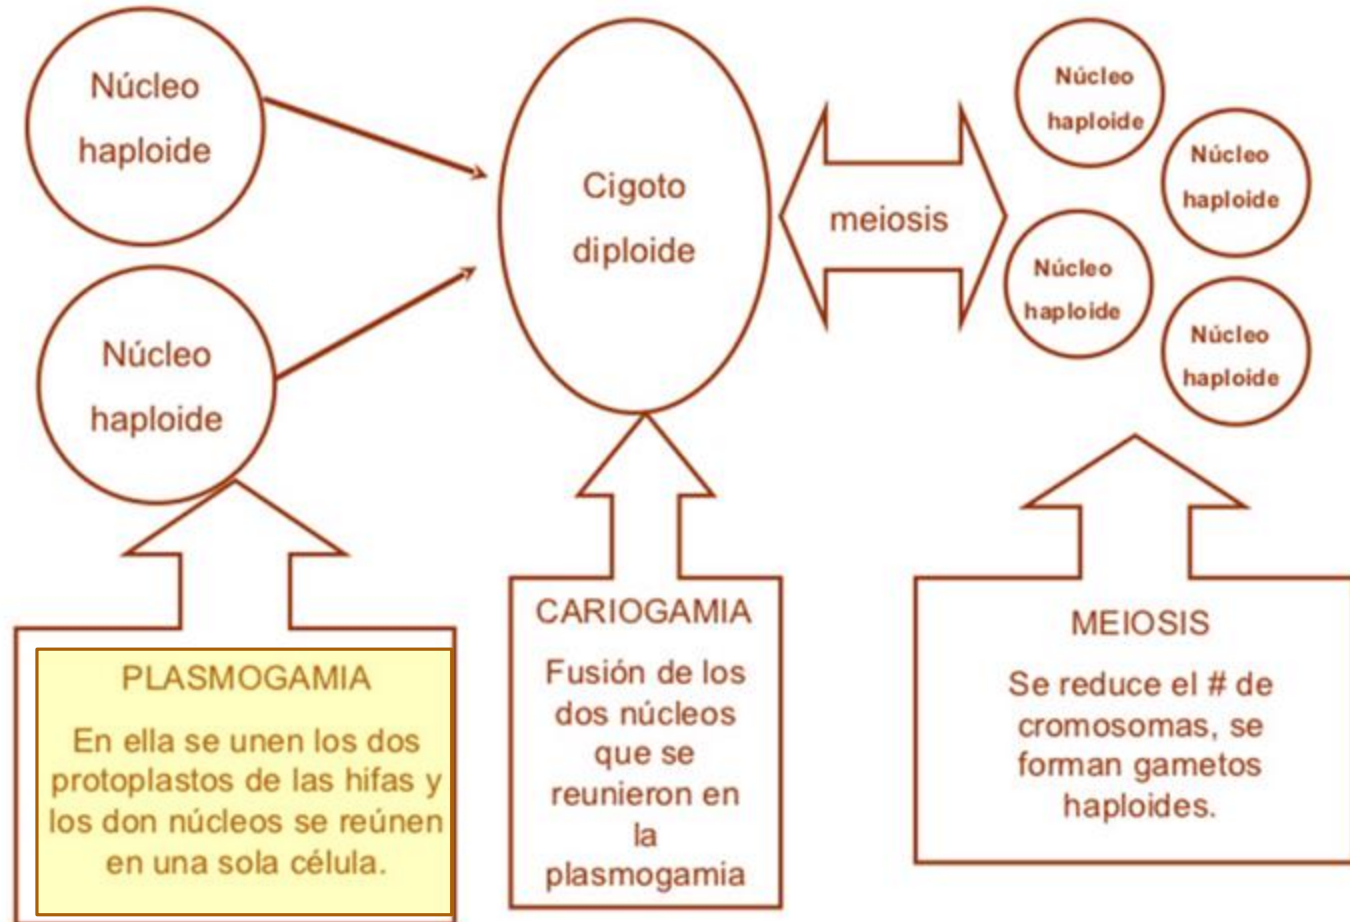 Núcleo
haploide
Núcleo
haploide
Cigoto
diploide
meiosis
Núcleo
haploide
Núcleo
haploide
Núcleo
haploide
Núcleo
haploide
PLASMOGAMIA
En ella se unen los dos
protoplastos de las hifas y
los don núcleos se reúnen
en una sola célula.
CARIOGAMIA
Fusión de los
dos núcleos
que se
reunieron en
la
plasmogamia
MEIOSIS
Se reduce el # de
cromosomas, se
forman gametos
haploides.